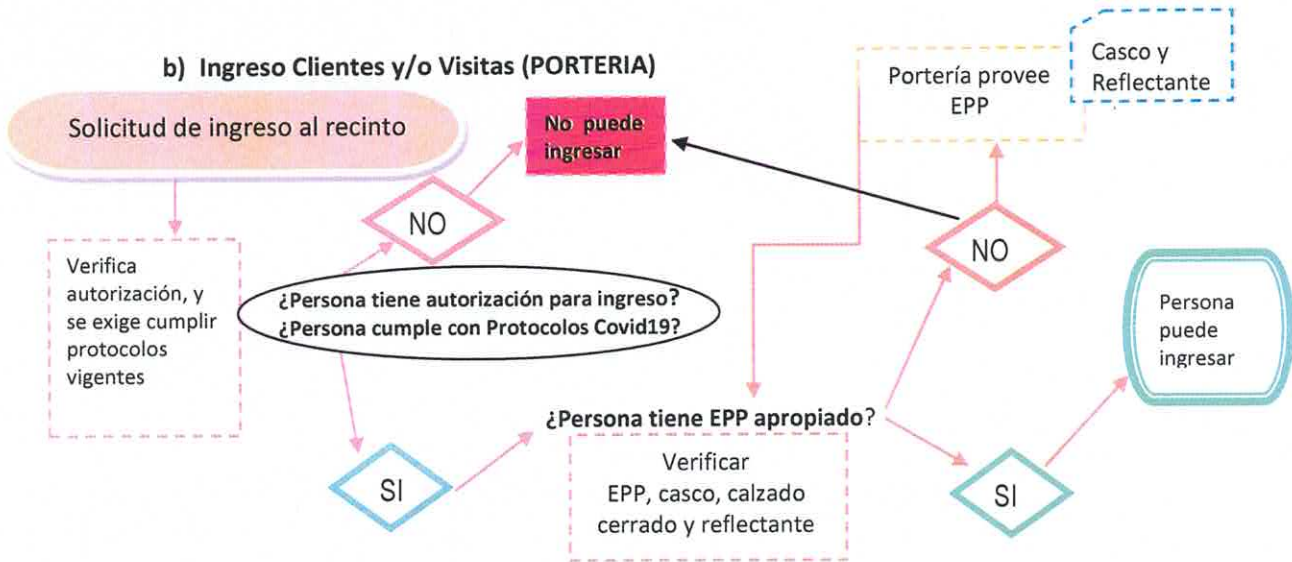 b) Ingreso Clientes y/o Visitas (PORTERIA)
Solicitud de ingreso al recinto
Verifica
autorización, y
se exige cumplir
protocolos
vigentes
¿Persona tiene autorización para ingreso?
¿Persona cumple con Protocolos Covid19?
NO
No puede
ingresar
SI
¿Persona tiene EPP apropiado?
Verificar
EPP, casco, calzado
cerrado y reflectante
NO
Portería provee
EPP
Casco y
Reflectante
SI
Persona
puede
ingresar